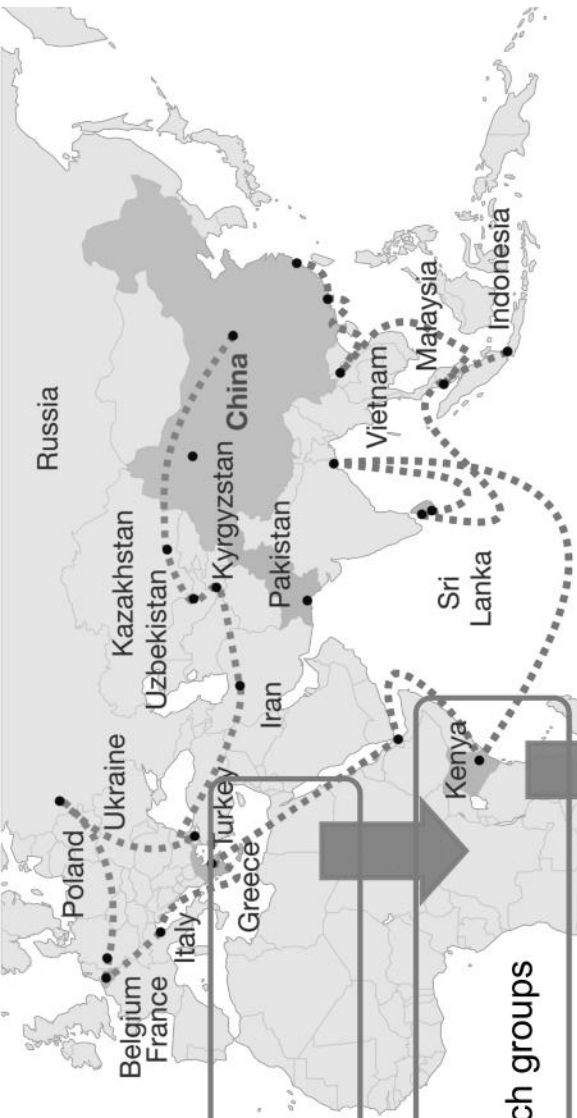 Russia
Kazakhstan
Uzbekistan
Kyrgyzstan
China
Ukraine
Poland
Belgium
France
Italy
Greece
Turkey
Iran
Pakistan
Vietnam
Malaysia
Indonesia
Sri
Lanka
Kenya
ch groups